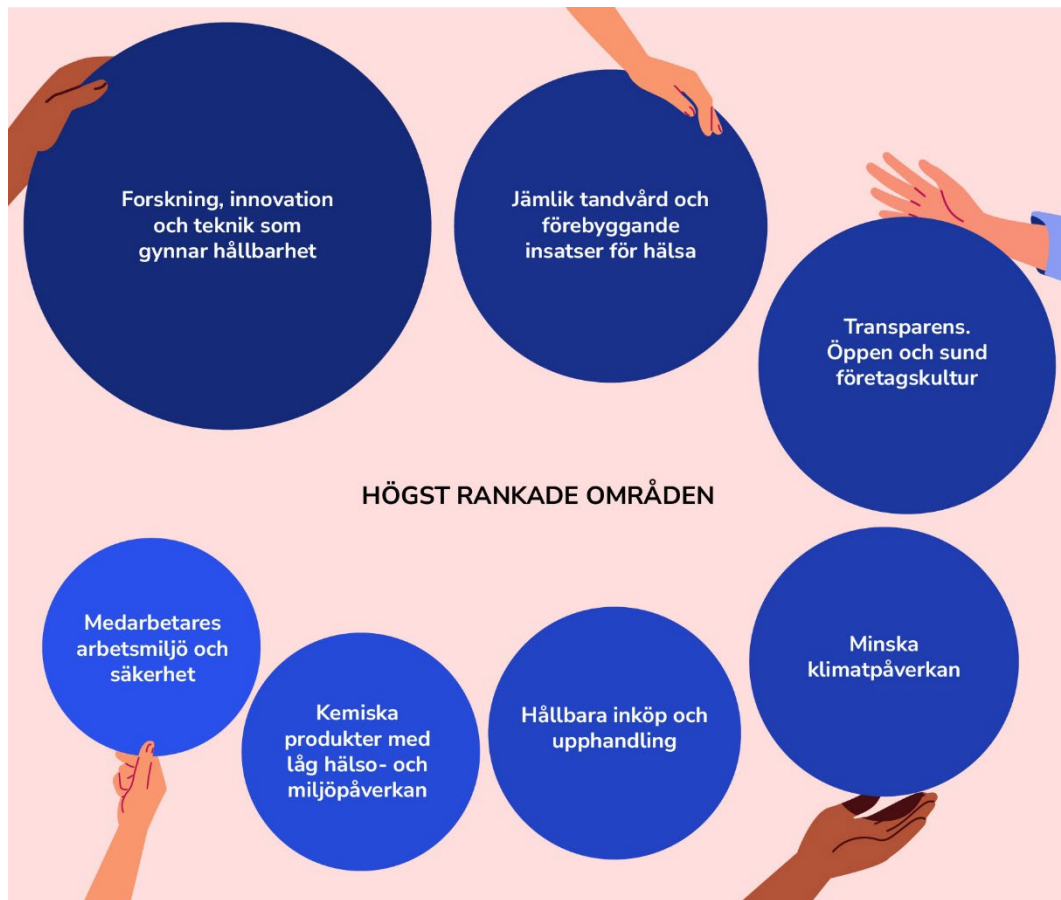 Forskning, innovation
och teknik som
gynnar hållbarhet
Jämlik tandvård och
förebyggande
insatser för hälsa
Transparens.
Öppen och sund
företagskultur
HÖGST RANKADE OMRÅDEN
Medarbetares
arbetsmiljö och
säkerhet
Kemiska
produkter med
låg hälso- och
miljöpåverkan
Hållbara inköp och
upphandling
Minska
klimatpåverkan